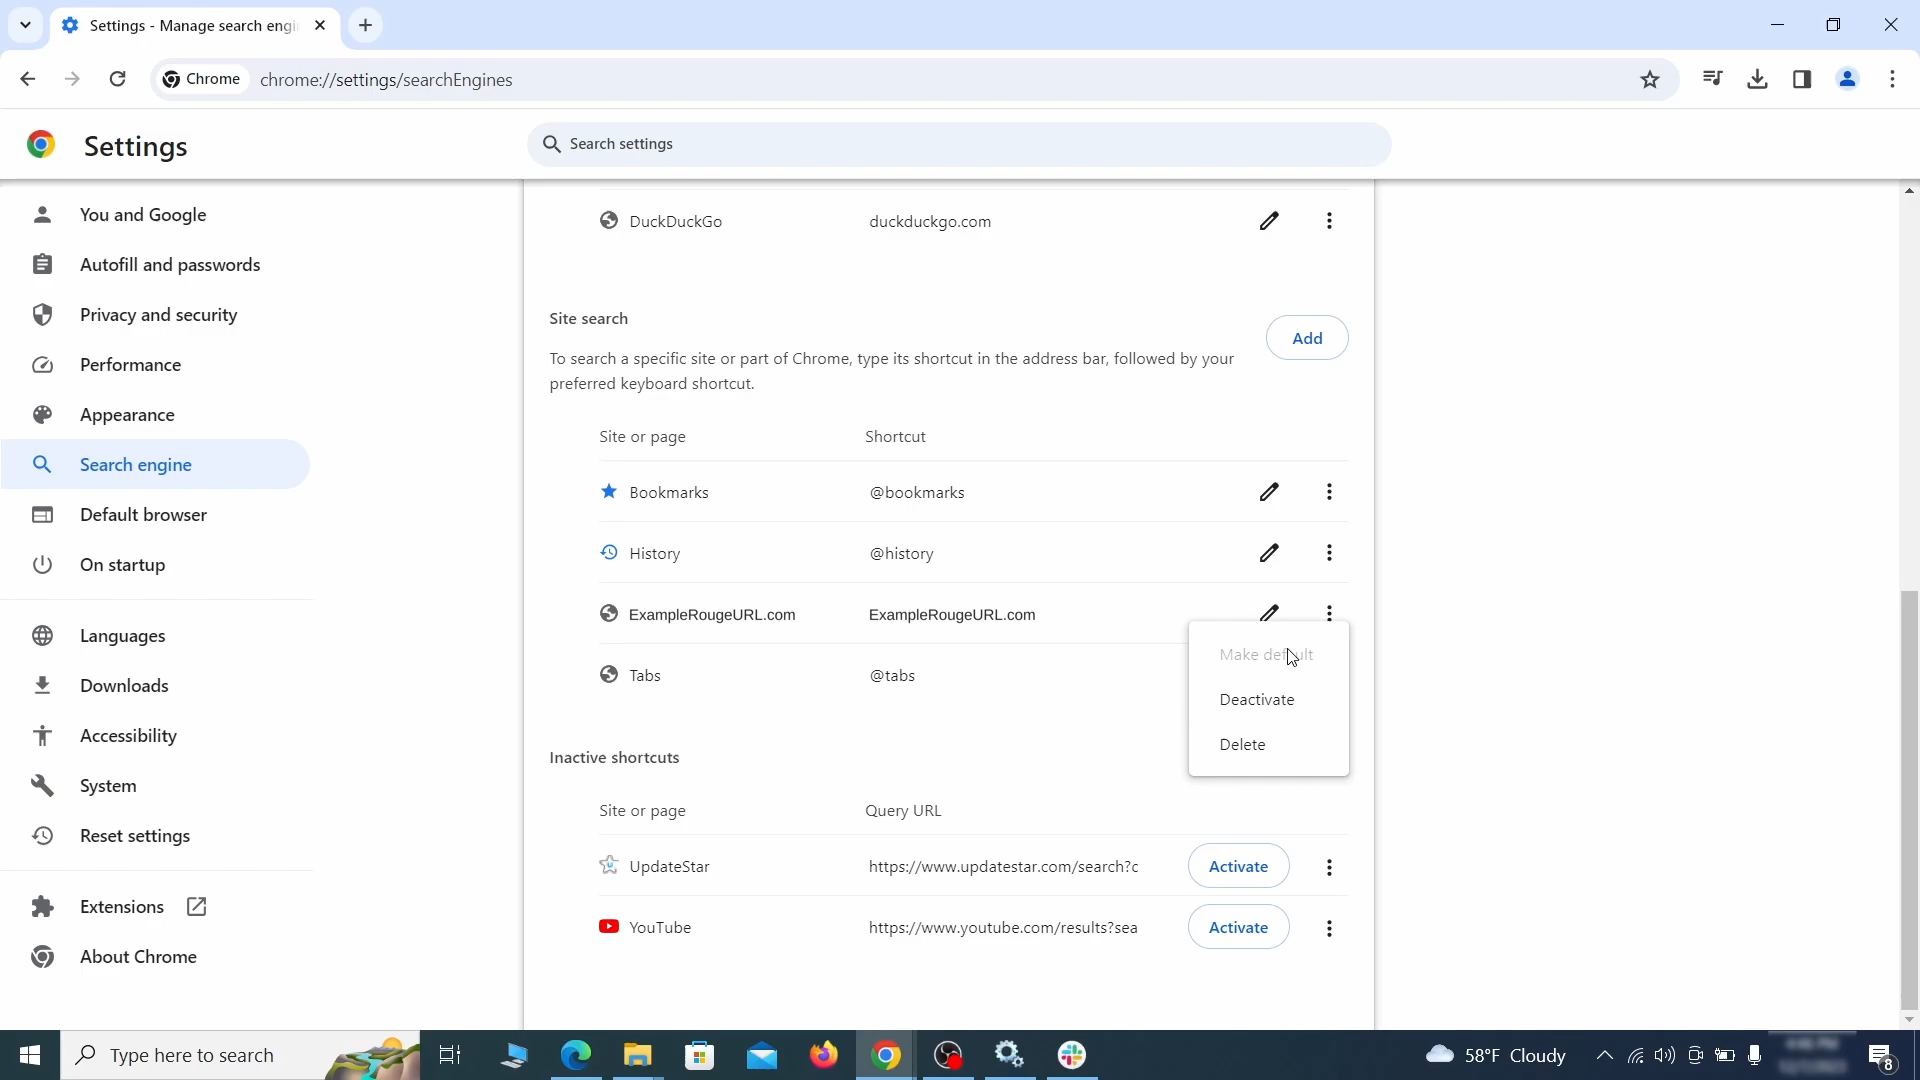 Settings - Manage search engi
Chrome
chrome://settings/searchEngines
Settings
Search settings
You and Google
Autofill and passwords
Privacy and security
Performance
Appearance
Search engine
Default browser
On startup
Languages
Downloads
Accessibility
System
Reset settings
Extensions
About Chrome
DuckDuckGo duckduckgo.com
Site search
Add
To search a specific site or part of Chrome, type its shortcut in the address bar, followed by your
preferred keyboard shortcut.
Site or page Shortcut
Bookmarks @bookmarks
History @history
ExampleRougeURL.com ExampleRougeURL.com
Tabs @tabs
Make default
Deactivate
Delete
Inactive shortcuts
Site or page Query URL
UpdateStar https://www.updatestar.com/search?c Activate
YouTube https://www.youtube.com/results?sea Activate
Type here to search
58°F Cloudy
8